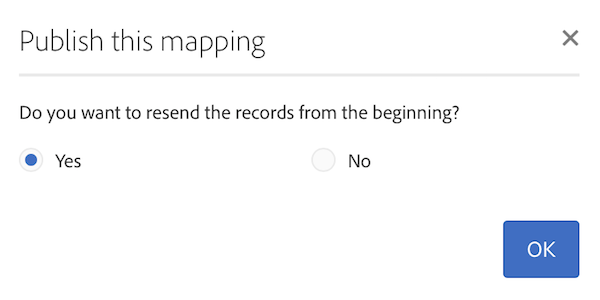 Publish this mapping
Do you want to resend the records from the beginning?
Yes No
OK